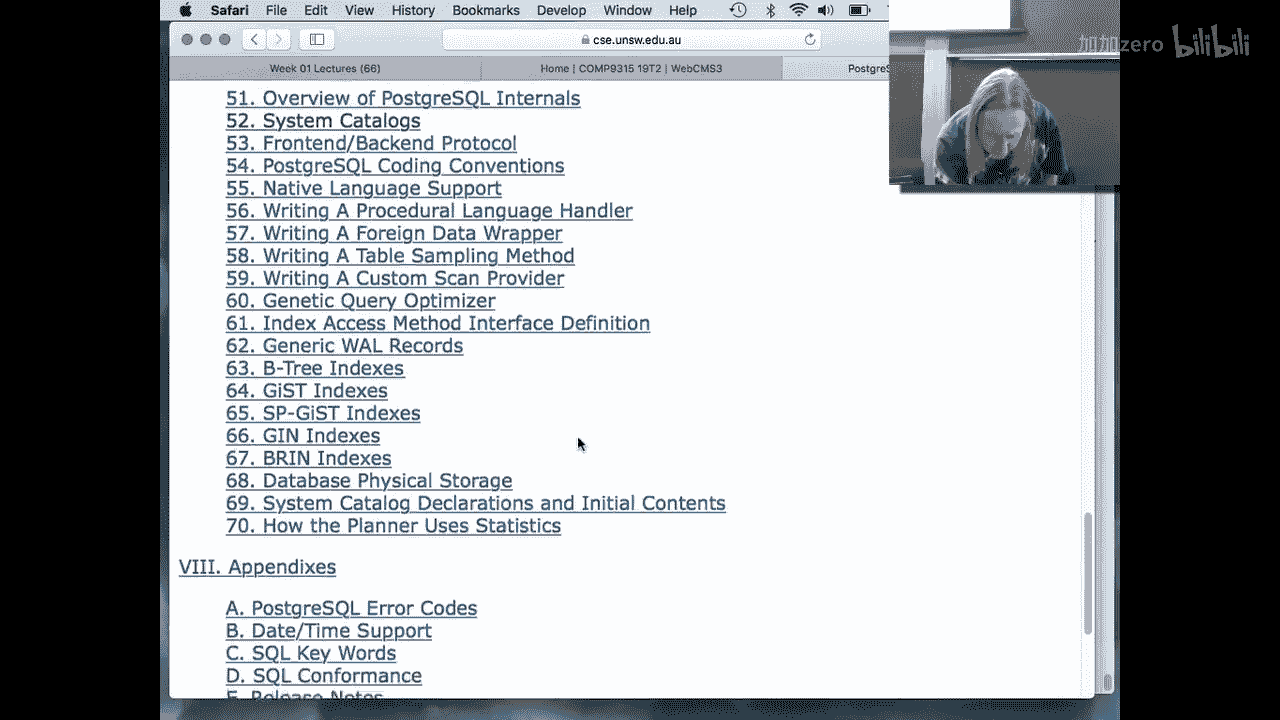 Safari File Edit View History Bookmarks Develop Window Help
加加zero bilibili
cse.unsw.edu.au
Week 01 Lectures (66) Home | COMP9315 19T2 | WebCMS3 PostgreS
51. Overview of PostgreSQL Internals
52. System Catalogs
53. Frontend/Backend Protocol
54. PostgreSQL Coding Conventions
55. Native Language Support
56. Writing A Procedural Language Handler
57. Writing A Foreign Data Wrapper
58. Writing A Table Sampling Method
59. Writing A Custom Scan Provider
60. Genetic Query Optimizer
61. Index Access Method Interface Definition
62. Generic WAL Records
63. B-Tree Indexes
64. GiST Indexes
65. SP-GiST Indexes
66. GIN Indexes
67. BRIN Indexes
68. Database Physical Storage
69. System Catalog Declarations and Initial Contents
70. How the Planner Uses Statistics
VIII. Appendixes
A. PostgreSQL Error Codes
B. Date/Time Support
C. SQL Key Words
D. SQL Conformance
E. Release Notes